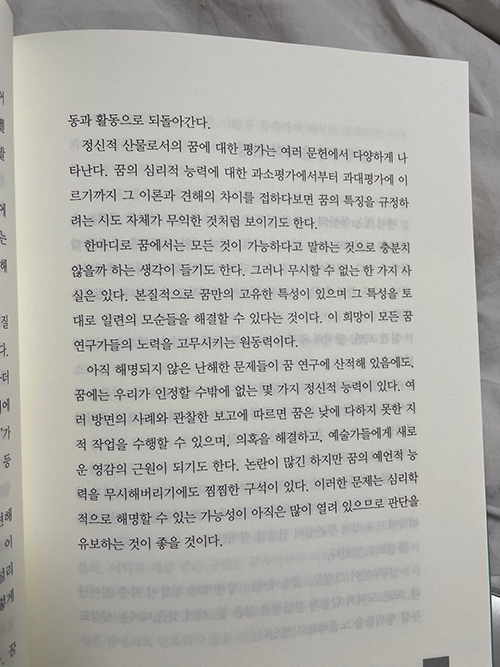 동과 활동으로 되돌아간다.
정신적 산물로서의 꿈에 대한 평가는 여러 문헌에서 다양하게 나
타난다. 꿈의 심리적 능력에 대한 과소평가에서부터 과대평가에 이
르기까지 그 이론과 견해의 차이를 접하다보면 꿈의 특징을 규정하
려는 시도 자체가 무익한 것처럼 보이기도 한다.
한마디로 꿈에서는 모든 것이 가능하다고 말하는 것으로 충분치
않을까 하는 생각이 들기도 한다. 그러나 무시할 수 없는 한 가지 사
실은 있다. 본질적으로 꿈만의 고유한 특성이 있으며 그 특성을 토
대로 일련의 모순들을 해결할 수 있다는 것이다. 이 희망이 모든 꿈
연구가들의 노력을 고무시키는 원동력이다.
아직 해명되지 않은 난해한 문제들이 꿈 연구에 산적해 있음에도,
꿈에는 우리가 인정할 수밖에 없는 몇 가지 정신적 능력이 있다. 여
러 방면의 사례와 관찰한 보고에 따르면 꿈은 낮에 다하지 못한 지
적 작업을 수행할 수 있으며, 의혹을 해결하고, 예술가들에게 새로
운 영감의 근원이 되기도 한다. 논란이 많긴 하지만 꿈의 예언적 능
력을 무시해버리기에도 찜찜한 구석이 있다. 이러한 문제는 심리학
적으로 해명할 수 있는 가능성이 아직은 많이 열려 있으므로 판단을
유보하는 것이 좋을 것이다.